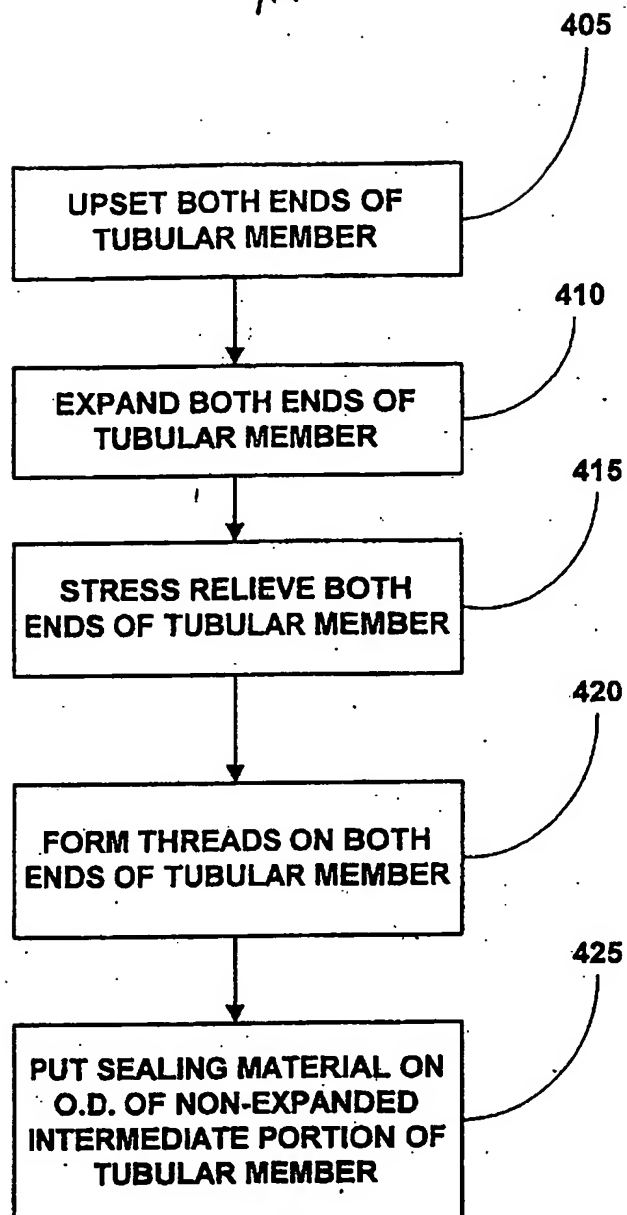 405
UPSET BOTH ENDS OF
TUBULAR MEMBER
410
EXPAND BOTH ENDS OF
TUBULAR MEMBER
415
STRESS RELIEVE BOTH
ENDS OF TUBULAR MEMBER
420
FORM THREADS ON BOTH
ENDS OF TUBULAR MEMBER
425
PUT SEALING MATERIAL ON
O.D. OF NON-EXPANDED
INTERMEDIATE PORTION OF
TUBULAR MEMBER